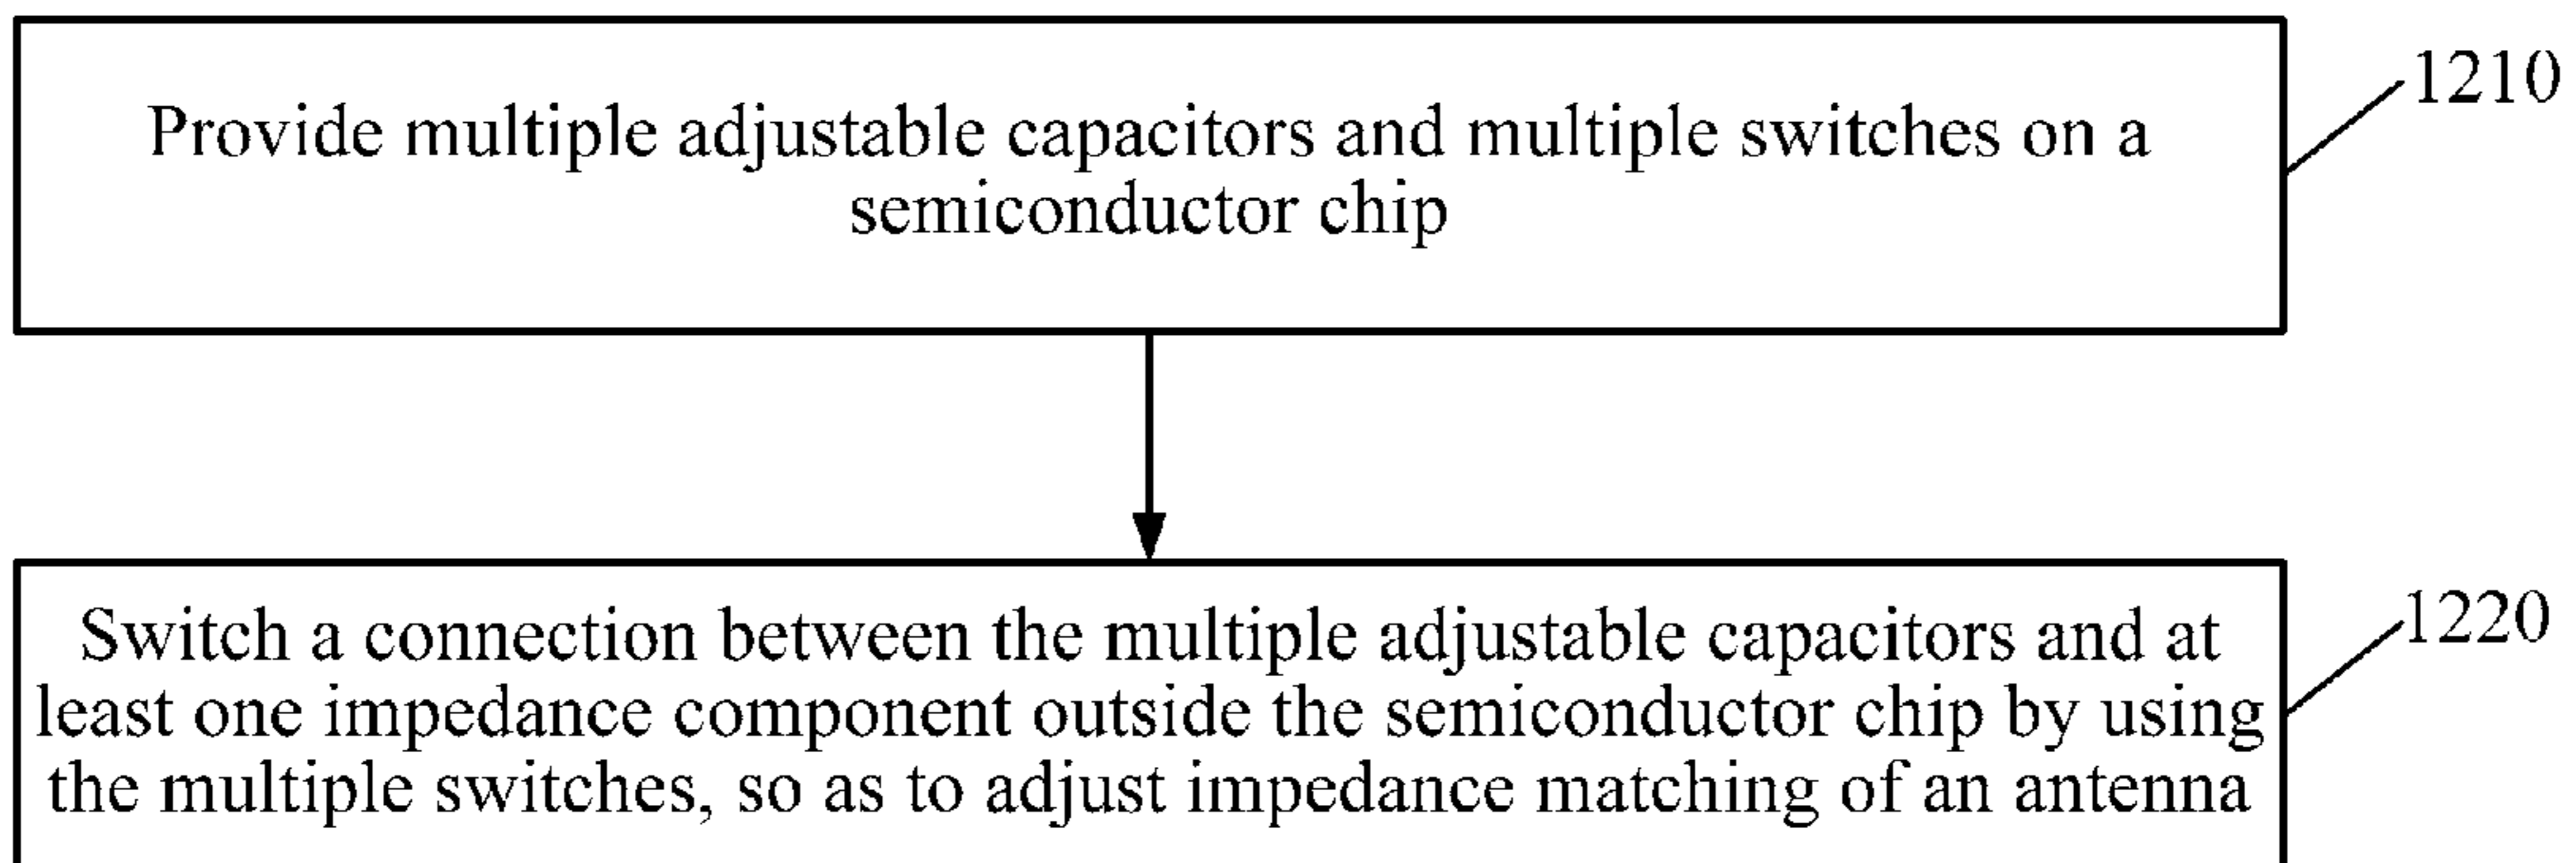 Provide multiple adjustable capacitors and multiple switches on a
semiconductor chip
1210
Switch a connection between the multiple adjustable capacitors and at
least one impedance component outside the semiconductor chip by using
the multiple switches, so as to adjust impedance matching of an antenna
1220